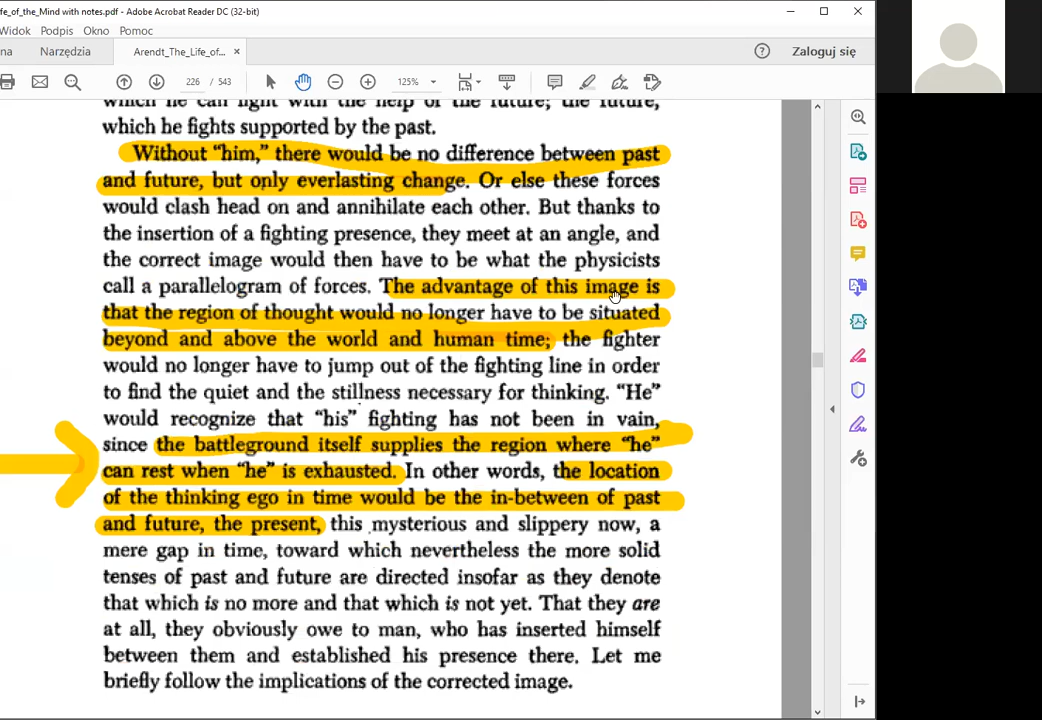 fe_of_the_Mind with notes.pdf - Adobe Acrobat Reader DC (32-bit)
Widok Podpis Okno Pomoc
na Narzędzia Arendt_The_Life_of... × Zaloguj się
226 / 543 125%
which he can fight with the help of the future; the future,
which he fights supported by the past.
Without “him,” there would be no difference between past
and future, but only everlasting change. Or else these forces
would clash head on and annihilate each other. But thanks to
the insertion of a fighting presence, they meet at an angle, and
the correct image would then have to be what the physicists
call a parallelogram of forces. The advantage of this image is
that the region of thought would no longer have to be situated
beyond and above the world and human time; the fighter
would no longer have to jump out of the fighting line in order
to find the quiet and the stillness necessary for thinking. “He”
would recognize that “his” fighting has not been in vain,
since the battleground itself supplies the region where “he”
can rest when “he” is exhausted. In other words, the location
of the thinking ego in time would be the in-between of past
and future, the present, this mysterious and slippery now, a
mere gap in time, toward which nevertheless the more solid
tenses of past and future are directed insofar as they denote
that which is no more and that which is not yet. That they are
at all, they obviously owe to man, who has inserted himself
between them and established his presence there. Let me
briefly follow the implications of the corrected image.